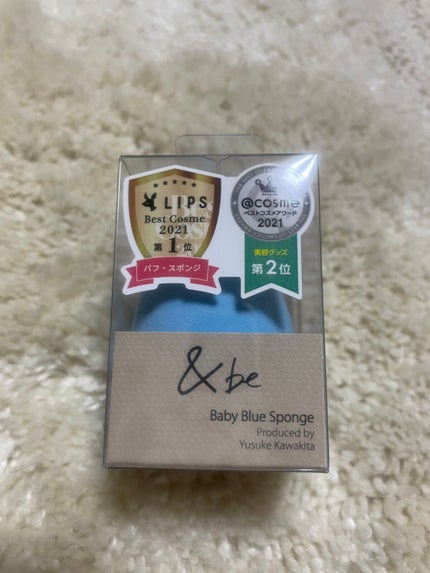 LIPS
Best Cosme
2021
第1位
パフ・スポンジ
@cosme
ベストコスメアワード
2021
美容グッズ
第2位
&be
Baby Blue Sponge
Produced by
Yusuke Kawakita